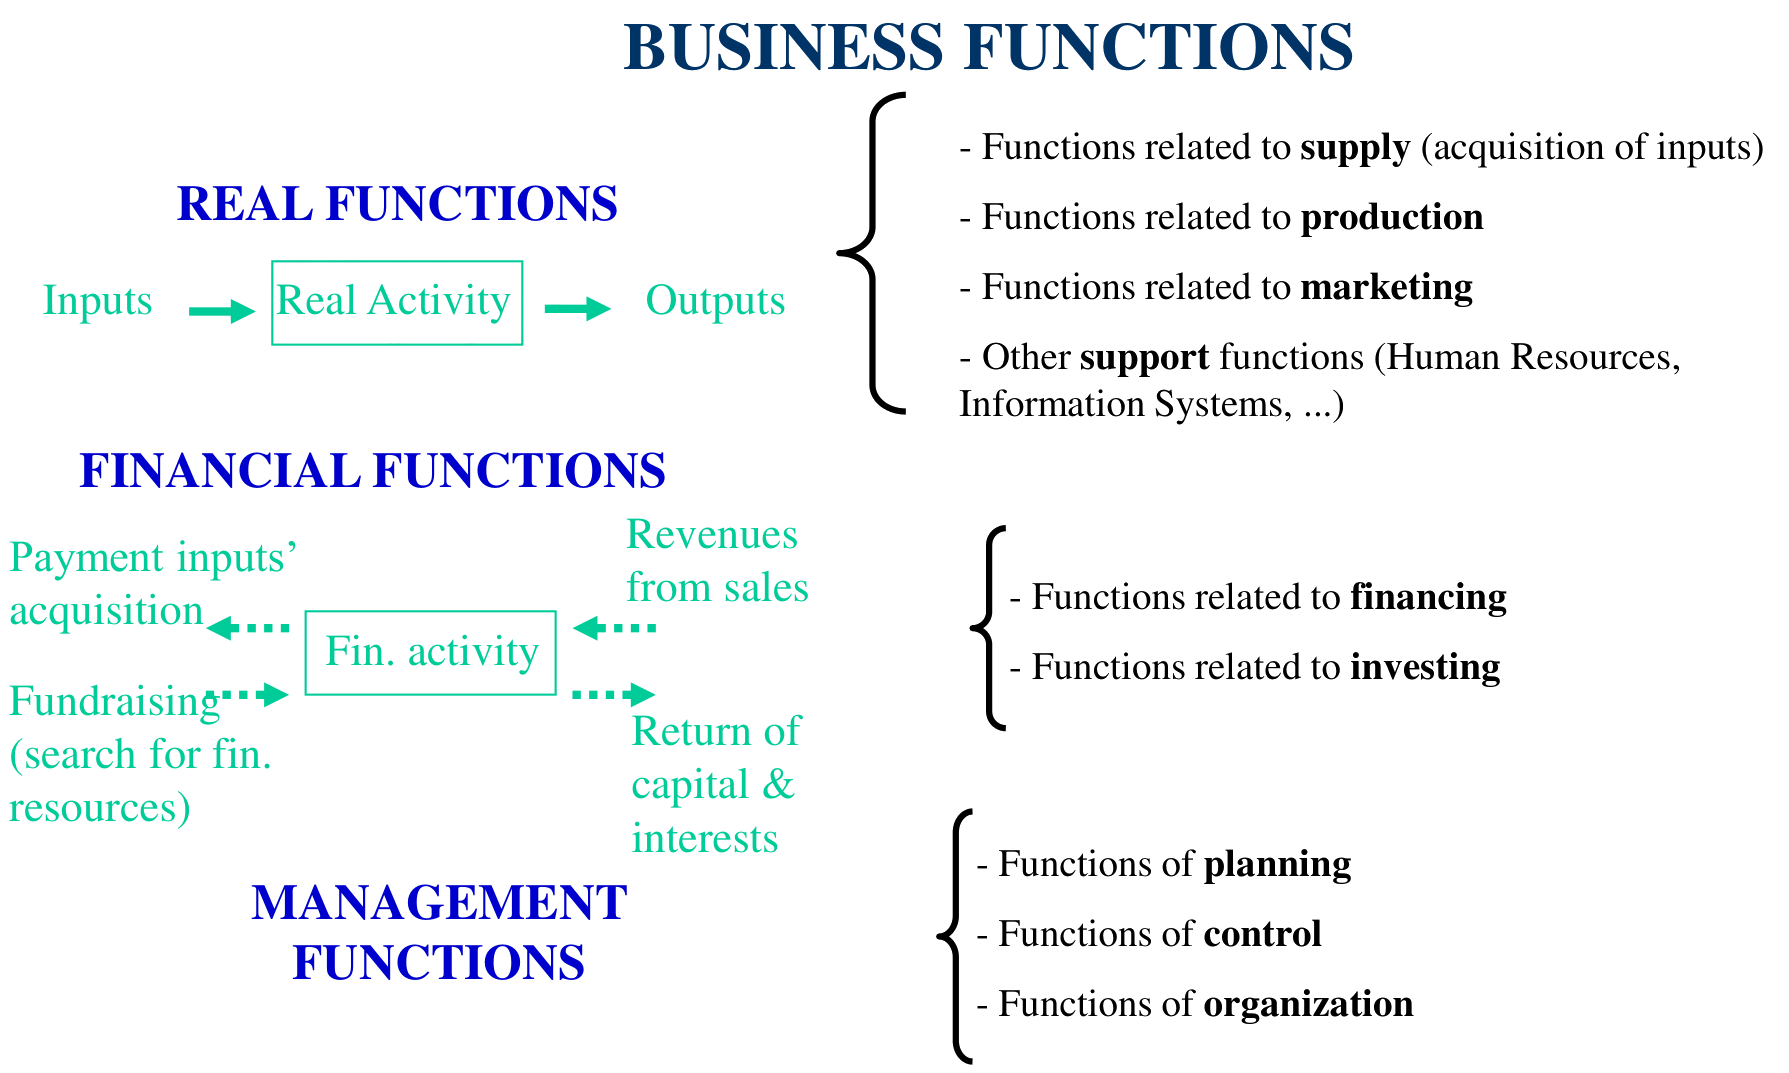 BUSINESS FUNCTIONS
REAL FUNCTIONS
Inputs
Real Activity
Outputs
- Functions related to supply (acquisition of inputs)
- Functions related to production
- Functions related to marketing
- Other support functions (Human Resources,
Information Systems, ...)
FINANCIAL FUNCTIONS
Payment inputs’
acquisition
Fundraising
(search for fin.
resources)
Fin. activity
Revenues
from sales
Return of
capital &
interests
- Functions related to financing
- Functions related to investing
MANAGEMENT
FUNCTIONS
- Functions of planning
- Functions of control
- Functions of organization